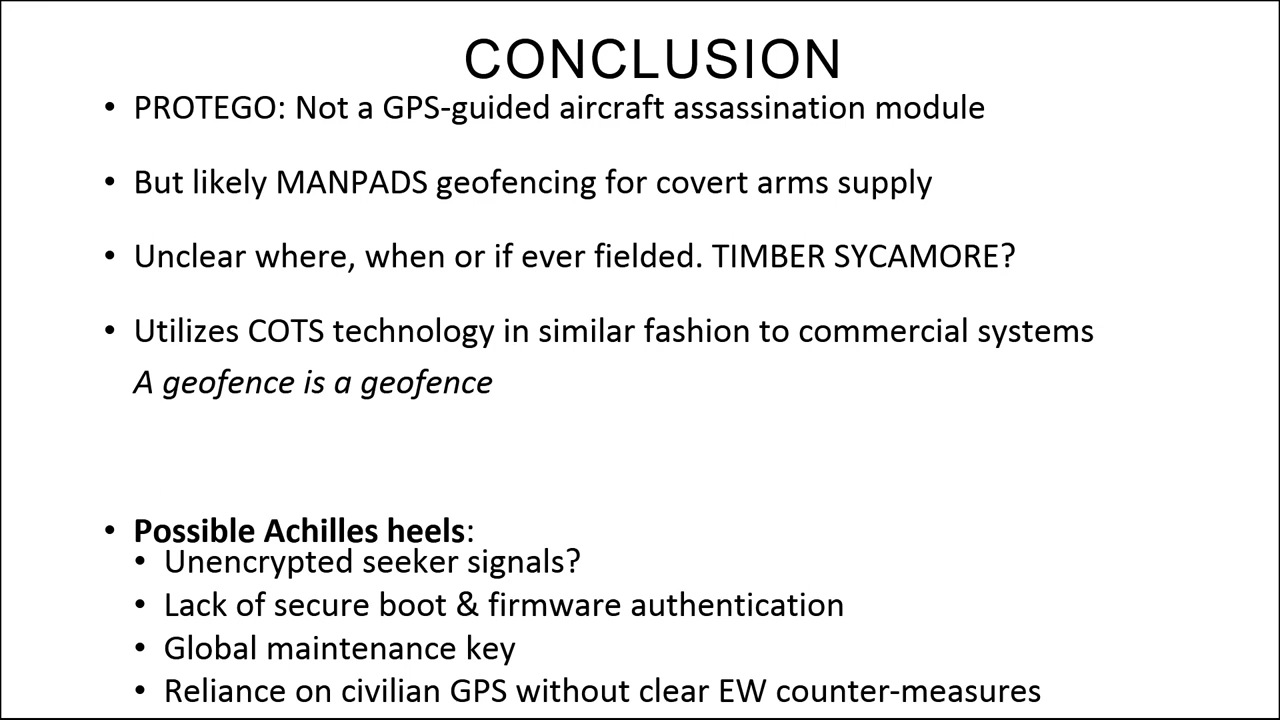 CONCLUSION
• PROTEGO: Not a GPS-guided aircraft assassination module
• But likely MANPADS geofencing for covert arms supply
• Unclear where, when or if ever fielded. TIMBER SYCAMORE?
• Utilizes COTS technology in similar fashion to commercial systems
A geofence is a geofence
• Possible Achilles heels:
• Unencrypted seeker signals?
• Lack of secure boot & firmware authentication
• Global maintenance key
• Reliance on civilian GPS without clear EW counter-measures